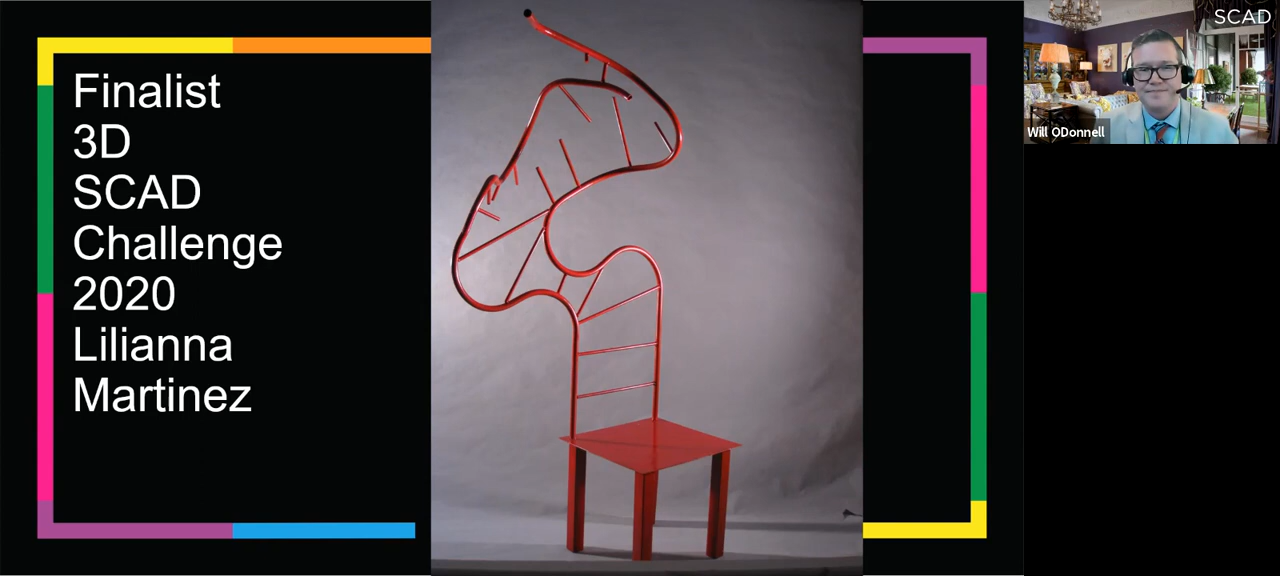 Finalist
3D
SCAD
Challenge
2020
Lilianna
Martinez
SCAD
Will ODonnell